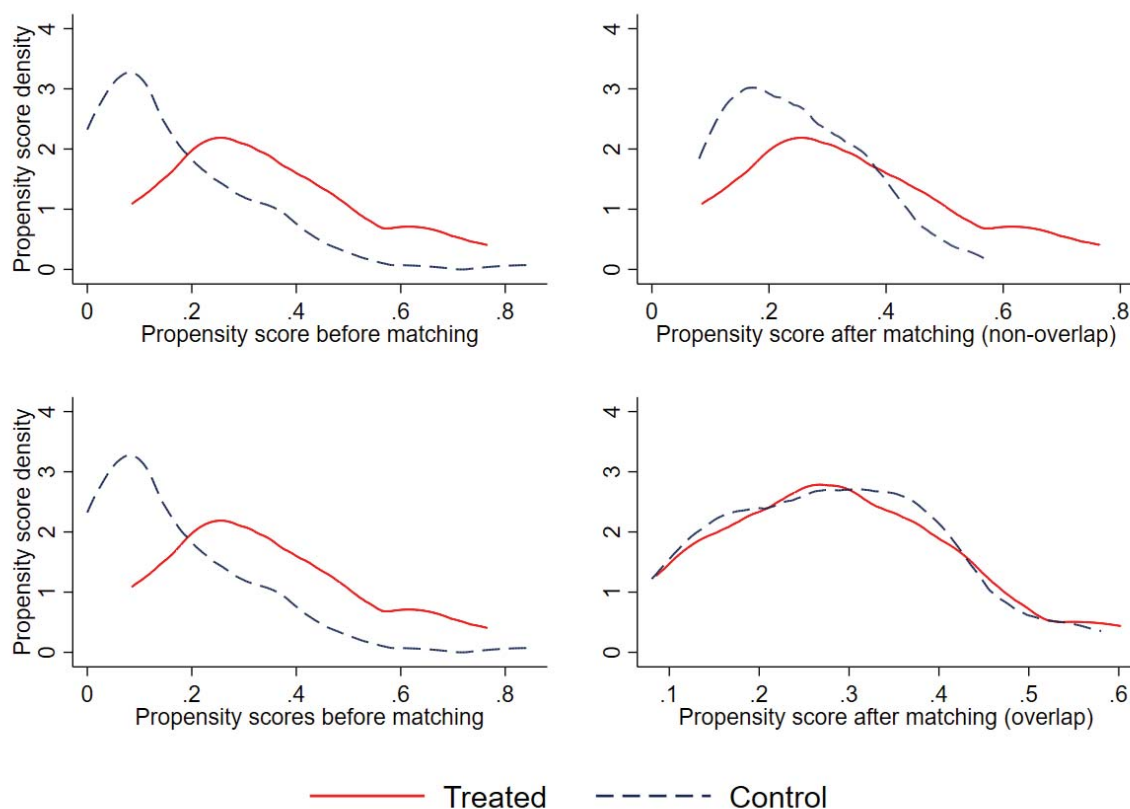 Propensity score density
4
3
2
1
0
0 .2 .4 .6 .8
Propensity score before matching
4
3
2
1
0
0 .2 .4 .6 .8
Propensity score after matching (non-overlap)
Propensity score density
4
3
2
1
0
0 .2 .4 .6 .8
Propensity scores before matching
4
3
2
1
0
.1 .2 .3 .4 .5 .6
Propensity score after matching (overlap)
Treated Control